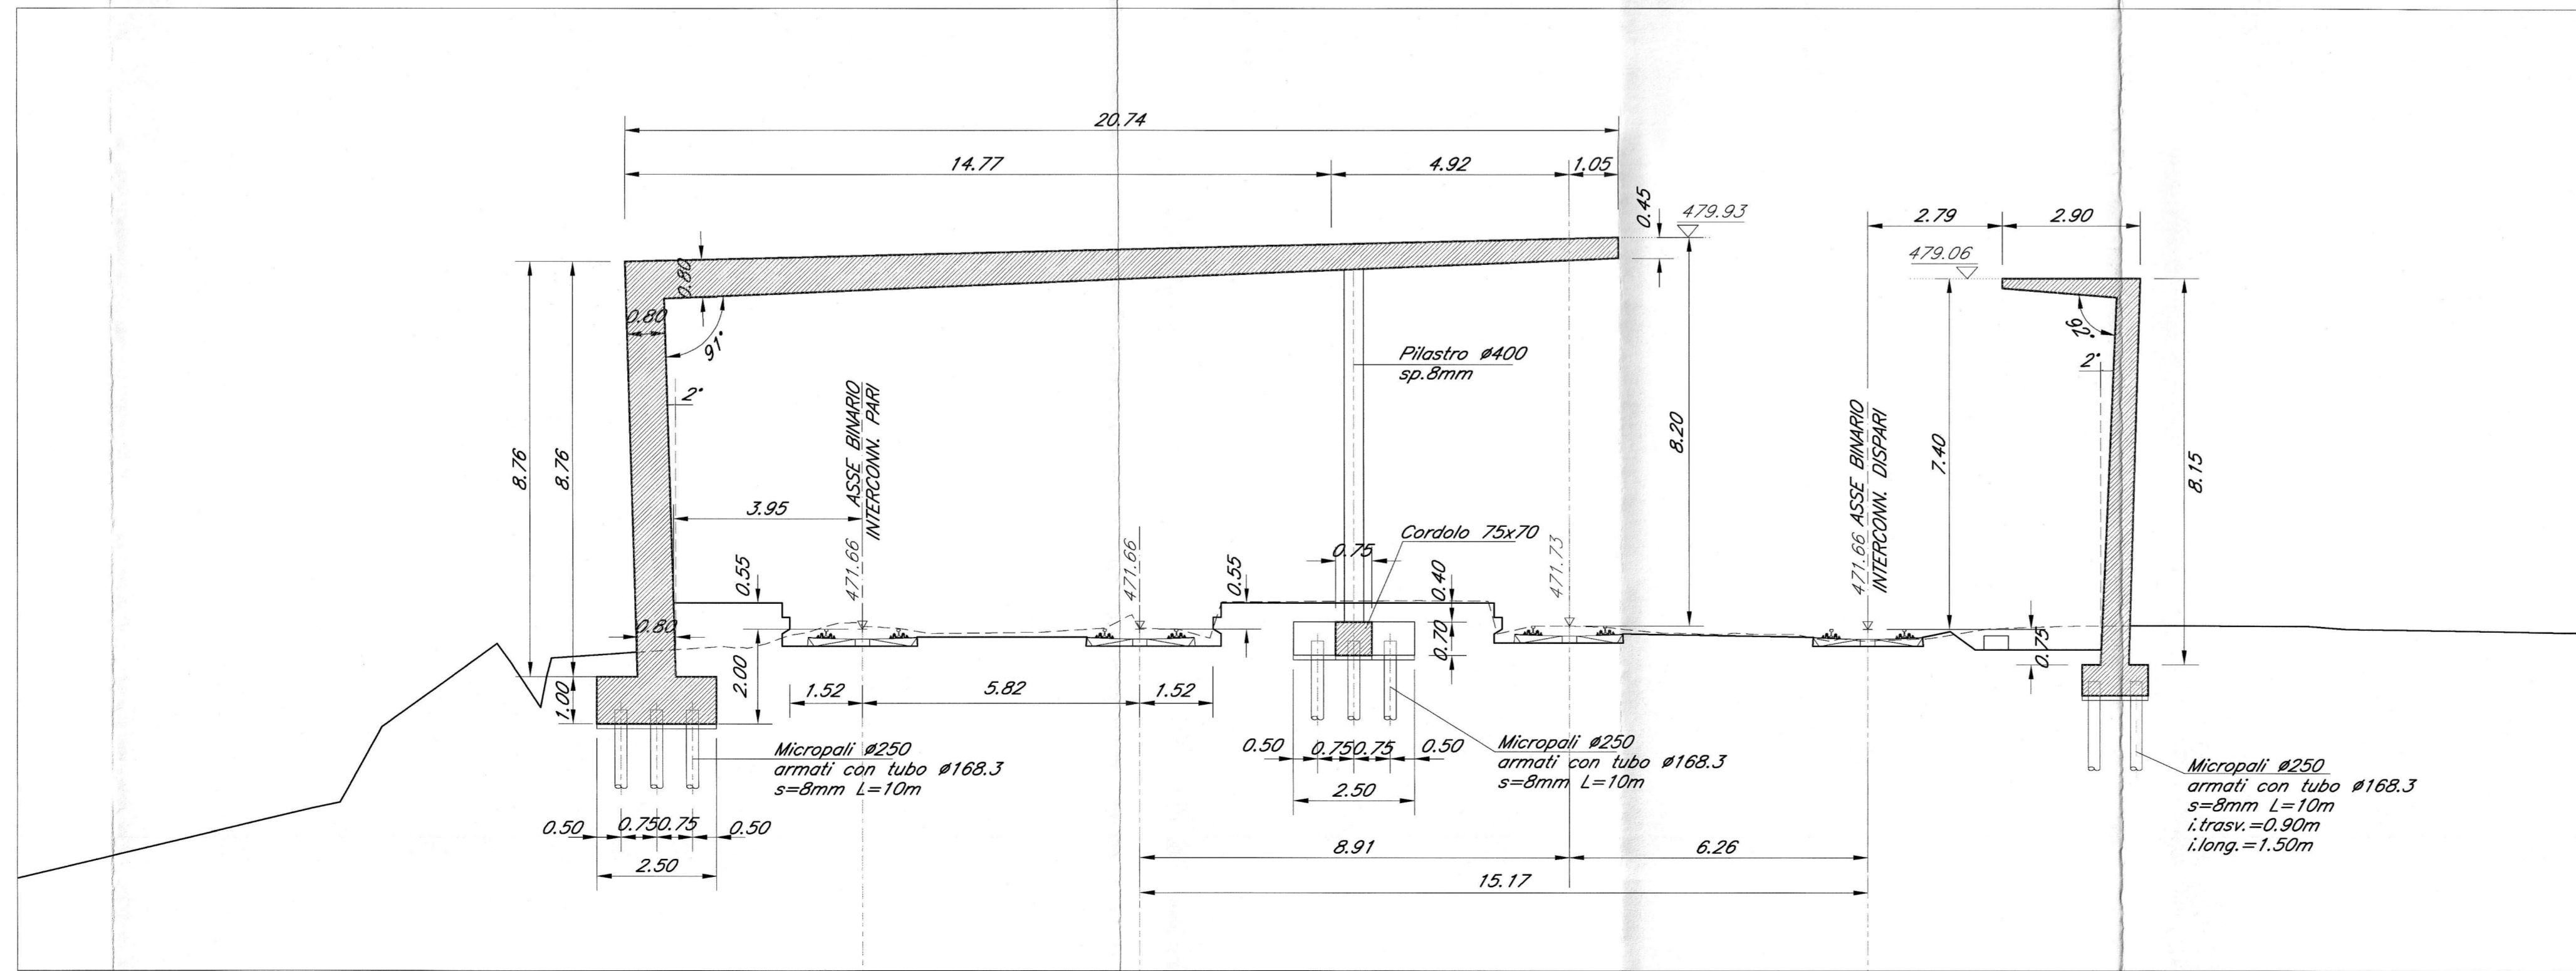 20.74
14.77
4.92
1.05
0.45
479.93
2.79
2.90
479.06
0.80
0.80
91°
92°
2°
2°
Pilastro ø400
sp.8mm
8.76
8.76
8.20
7.40
8.15
3.95
471.66 ASSE BINARIO
INTERCONN. PARI
471.66
Cordolo 75x70
0.75
471.73
471.66 ASSE BINARIO
INTERCONN. DISPARI
0.55
0.55
0.40
0.70
0.80
0.75
1.00
2.00
1.52
5.82
1.52
Micropali ø250
armati con tubo ø168.3
s=8mm L=10m
0.50
0.75
0.75
0.50
2.50
0.50
0.75
0.75
0.50
2.50
Micropali ø250
armati con tubo ø168.3
s=8mm L=10m
Micropali ø250
armati con tubo ø168.3
s=8mm L=10m
i.trasv.=0.90m
i.long.=1.50m
8.91
6.26
15.17